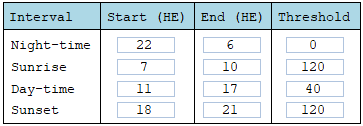 Interval Start (HE) End (HE) Threshold
Night-time 22 6 0
Sunrise 7 10 120
Day-time 11 17 40
Sunset 18 21 120